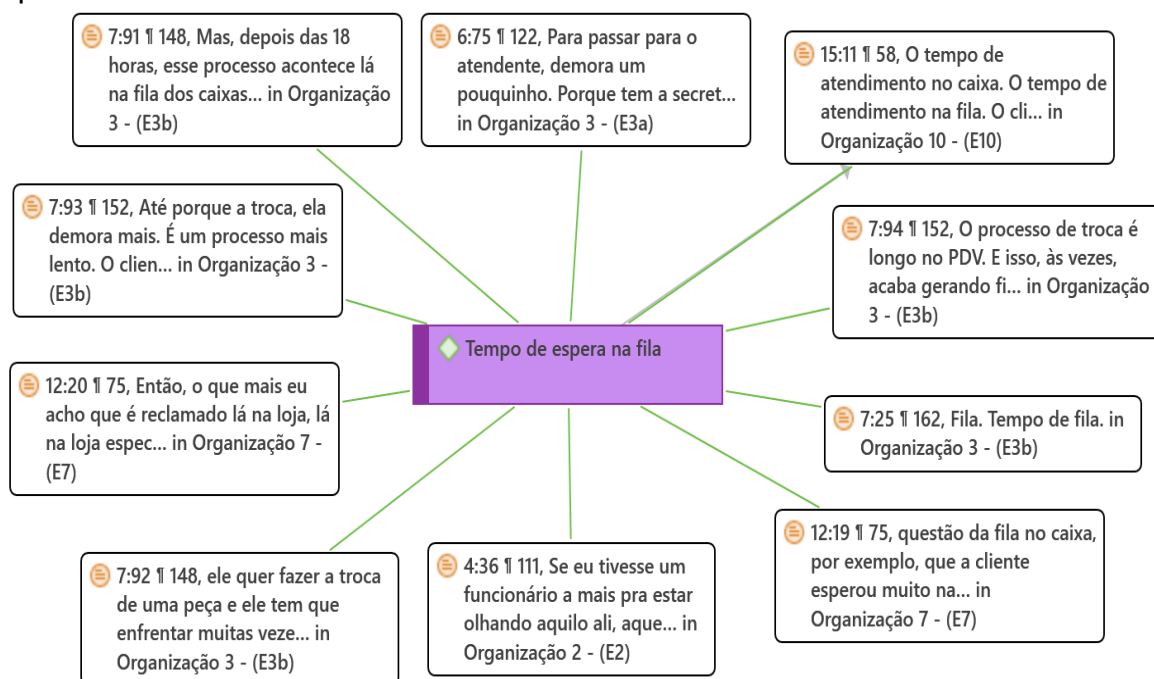 7:91 ¶ 148, Mas, depois das 18
horas, esse processo acontece lá
na fila dos caixas... in Organização
3 - (E3b)
6:75 ¶ 122, Para passar para o
atendente, demora um
pouquinho. Porque tem a secret...
in Organização 3 - (E3a)
15:11 ¶ 58, O tempo de
atendimento no caixa. O tempo de
atendimento na fila. O cli... in
Organização 10 - (E10)
7:93 ¶ 152, Até porque a troca, ela
demora mais. É um processo mais
lento. O clien... in Organização 3 -
(E3b)
7:94 ¶ 152, O processo de troca é
longo no PDV. E isso, às vezes,
acaba gerando fi... in Organização
3 - (E3b)
Tempo de espera na fila
12:20 ¶ 75, Então, o que mais eu
acho que é reclamado lá na loja, lá
na loja espec... in Organização 7 -
(E7)
7:25 ¶ 162, Fila. Tempo de fila. in
Organização 3 - (E3b)
7:92 ¶ 148, ele quer fazer a troca
de uma peça e ele tem que
enfrentar muitas veze... in
Organização 3 - (E3b)
4:36 ¶ 111, Se eu tivesse um
funcionário a mais pra estar
olhando aquilo ali, aque... in
Organização 2 - (E2)
12:19 ¶ 75, questão da fila no caixa,
por exemplo, que a cliente
esperou muito na... in
Organização 7 - (E7)